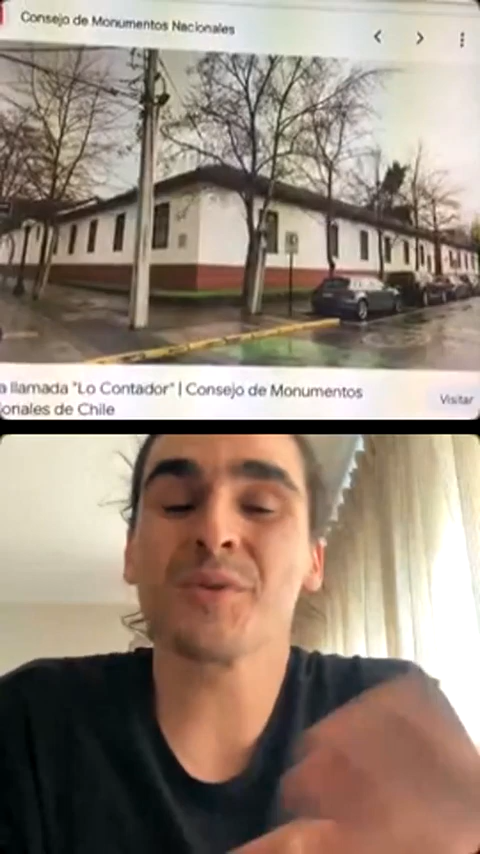 Consejo de Monumentos Nacionales
a llamada "Lo Contador" | Consejo de Monumentos
onales de Chile
Visitar